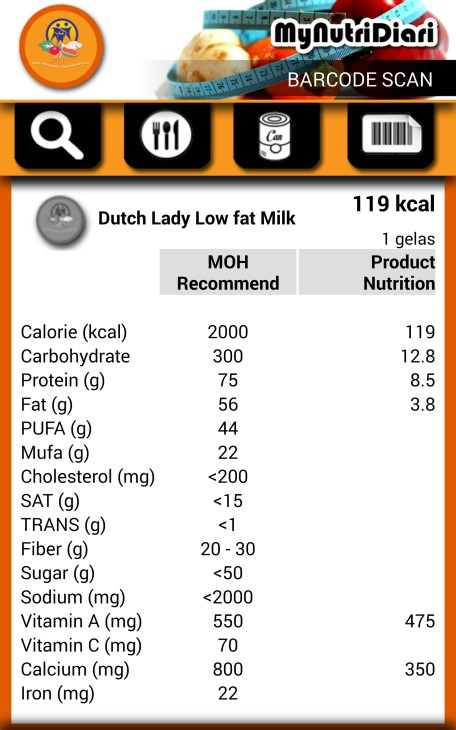 MyNutriDiari
BARCODE SCAN
Can
Dutch Lady Low fat Milk
119 kcal
1 gelas
MOH Recommend Product Nutrition
Calorie (kcal) 2000 119
Carbohydrate 300 12.8
Protein (g) 75 8.5
Fat (g) 56 3.8
PUFA (g) 44
Mufa (g) 22
Cholesterol (mg) <200
SAT (g) <15
TRANS (g) <1
Fiber (g) 20 - 30
Sugar (g) <50
Sodium (mg) <2000
Vitamin A (mg) 550 475
Vitamin C (mg) 70
Calcium (mg) 800 350
Iron (mg) 22